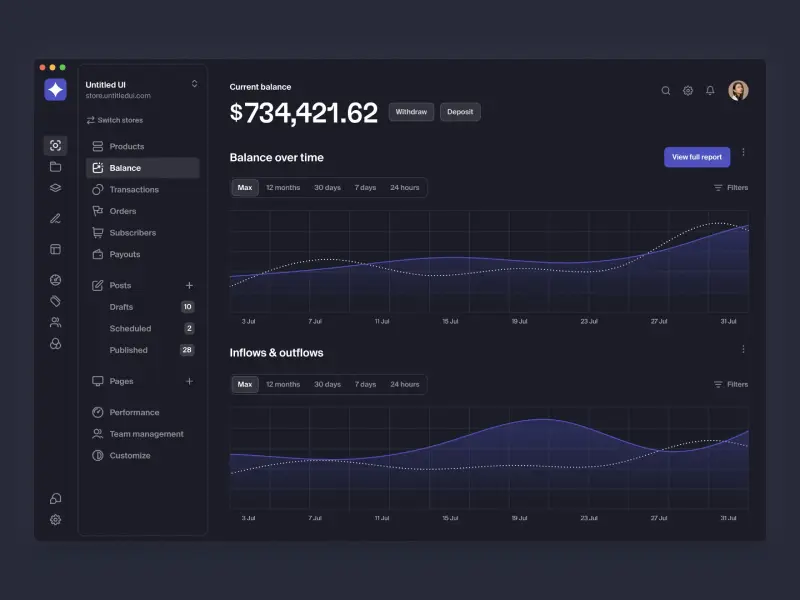 Untitled UI
store.untitledui.com
Switch stores
Products
Balance
Transactions
Orders
Subscribers
Payouts
Posts
Drafts 10
Scheduled 2
Published 28
Pages
Performance
Team management
Customize
Current balance
$734,421.62 Withdraw Deposit
Balance over time View full report
Max 12 months 30 days 7 days 24 hours Filters
3 Jul 7 Jul 11 Jul 15 Jul 19 Jul 23 Jul 27 Jul 31 Jul
Inflows & outflows
Max 12 months 30 days 7 days 24 hours Filters
3 Jul 7 Jul 11 Jul 15 Jul 19 Jul 23 Jul 27 Jul 31 Jul